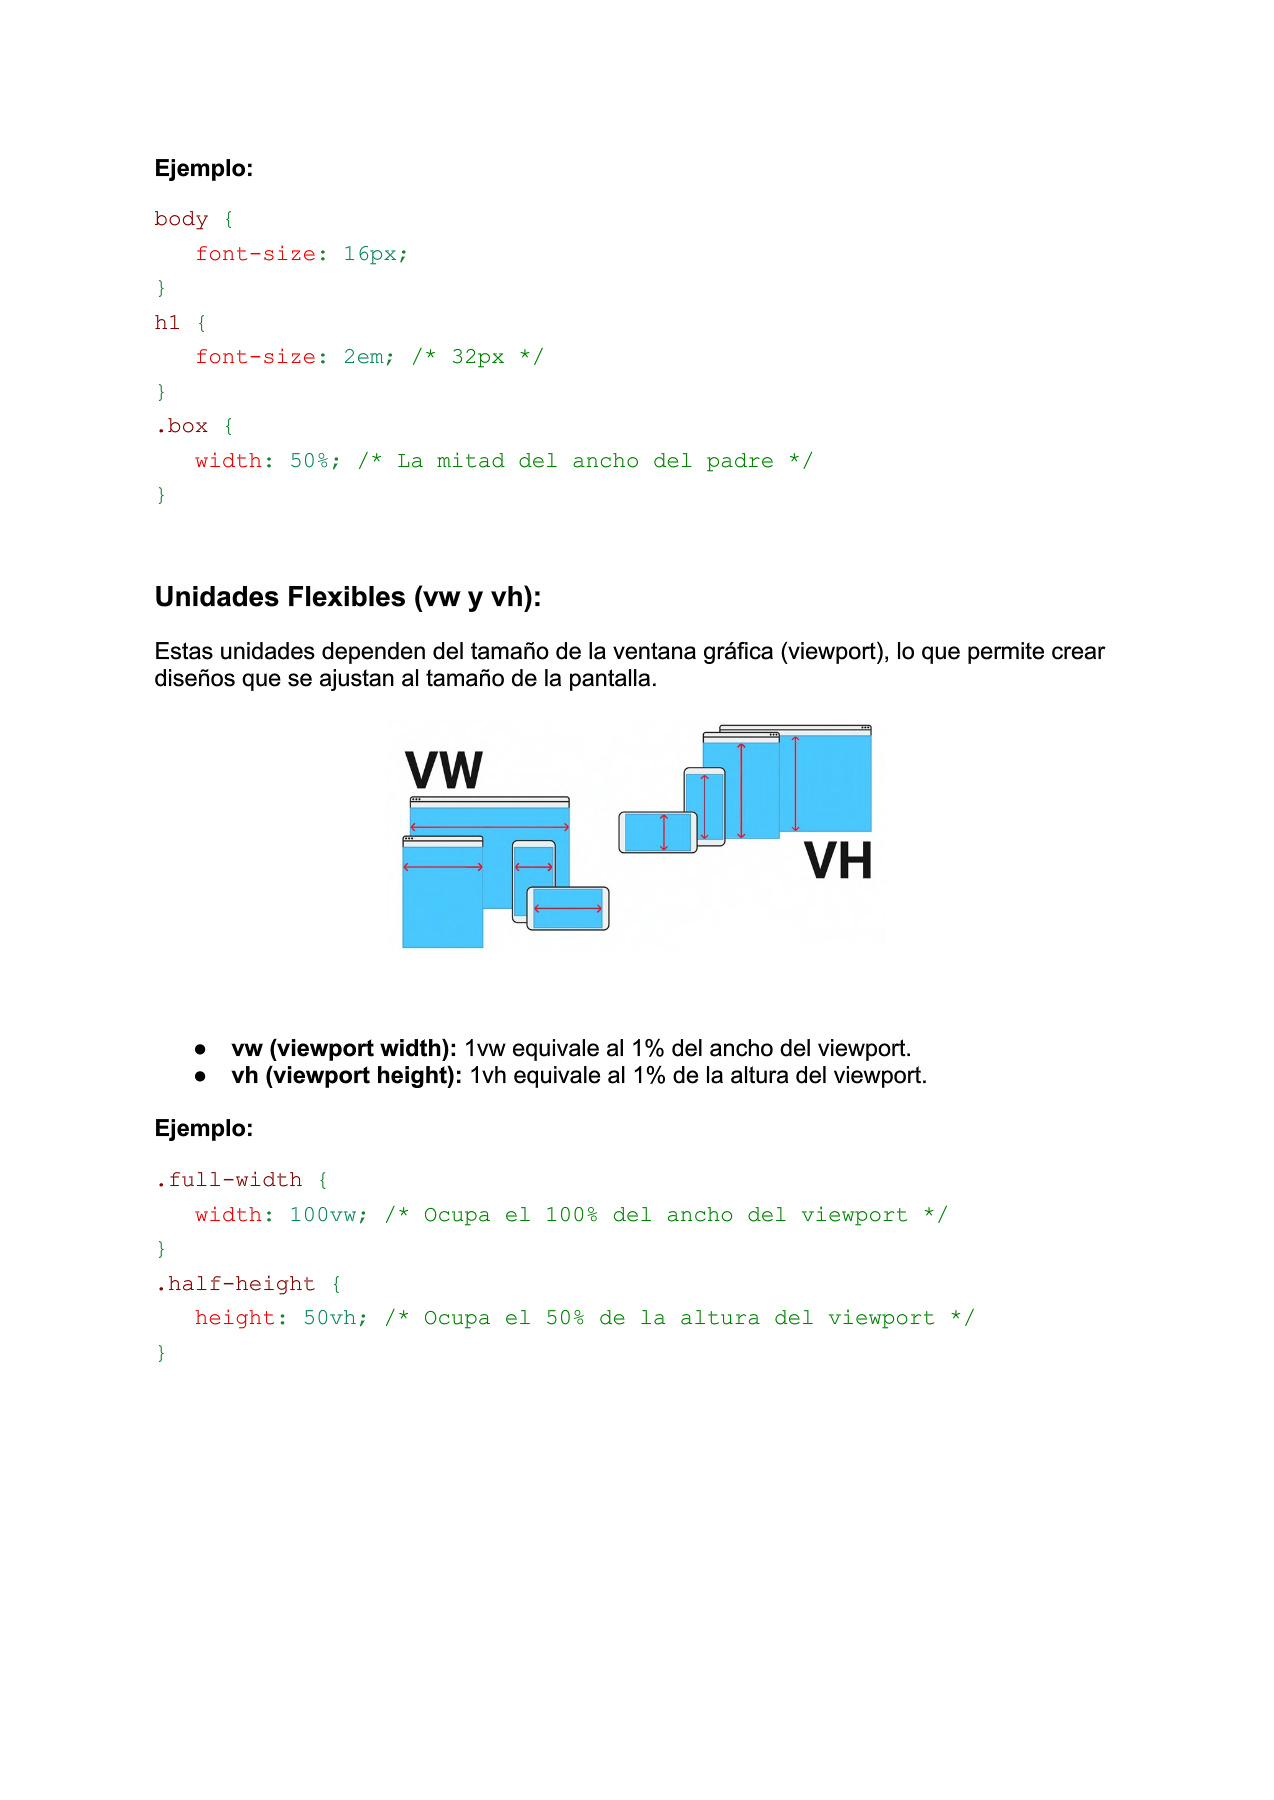 Ejemplo:
body {
   font-size: 16px;
}
h1 {
   font-size: 2em; /* 32px */
}
.box {
   width: 50%; /* La mitad del ancho del padre */
}
Unidades Flexibles (vw y vh):
Estas unidades dependen del tamaño de la ventana gráfica (viewport), lo que permite crear
diseños que se ajustan al tamaño de la pantalla.
VW
VH
● vw (viewport width): 1vw equivale al 1% del ancho del viewport.
● vh (viewport height): 1vh equivale al 1% de la altura del viewport.
Ejemplo:
.full-width {
   width: 100vw; /* Ocupa el 100% del ancho del viewport */
}
.half-height {
   height: 50vh; /* Ocupa el 50% de la altura del viewport */
}